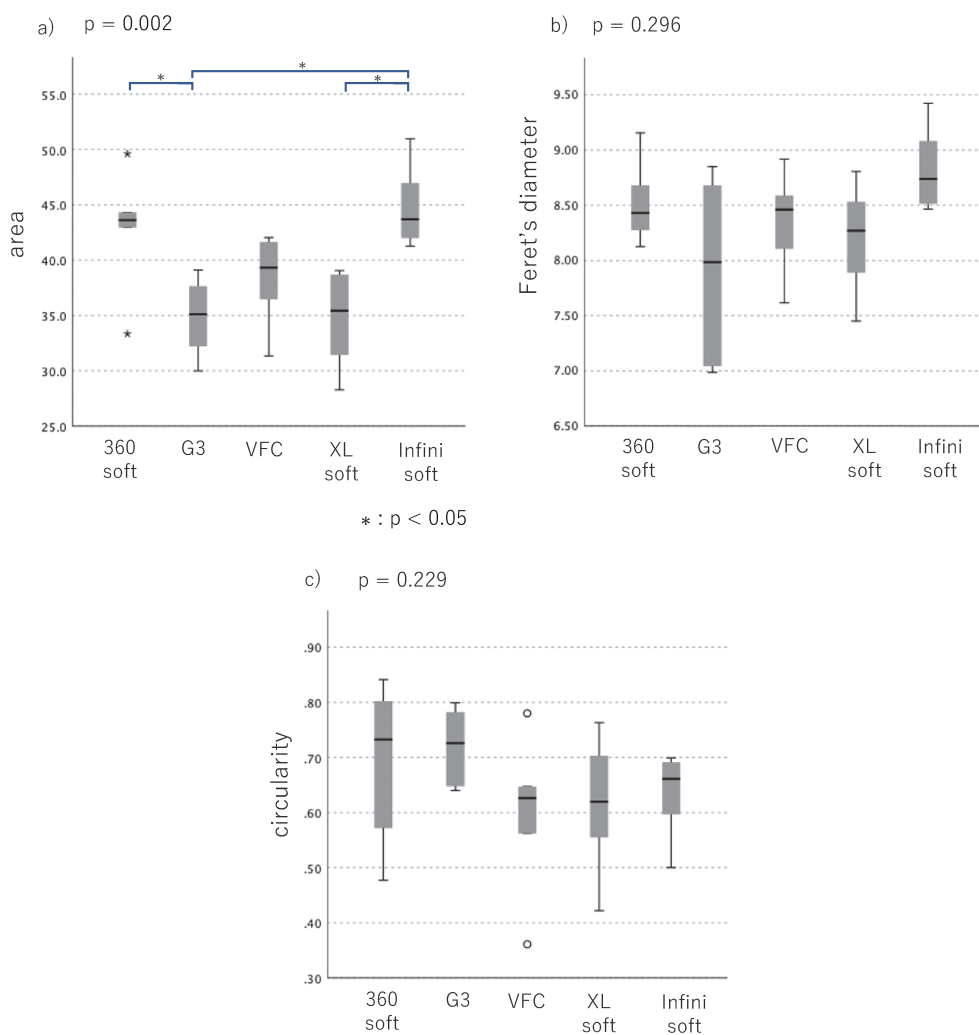 a) p = 0.002
*
* *
55.0
50.0
45.0
40.0
35.0
30.0
25.0
area
*
*
360 soft
G3
VFC
XL soft
Infini soft
b) p = 0.296
9.50
9.00
8.50
8.00
7.50
7.00
6.50
Feret’s diameter
360 soft
G3
VFC
XL soft
Infini soft
* : p < 0.05
c) p = 0.229
.90
.80
.70
.60
.50
.40
.30
circularity
360 soft
G3
VFC
XL soft
Infini soft